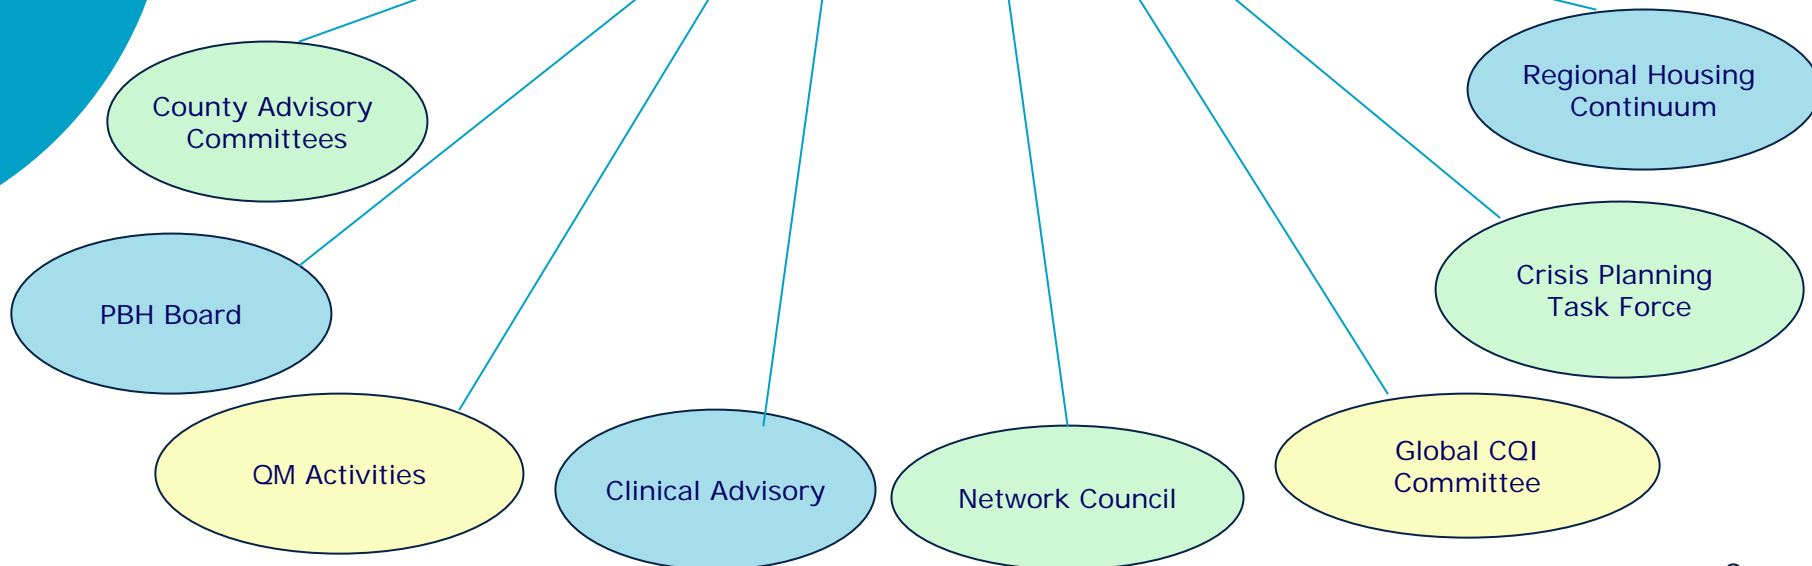 Regional Housing
Continuum
County Advisory
Committees
Crisis Planning
Task Force
PBH Board
QM Activities
Clinical Advisory
Network Council
Global CQI
Committee